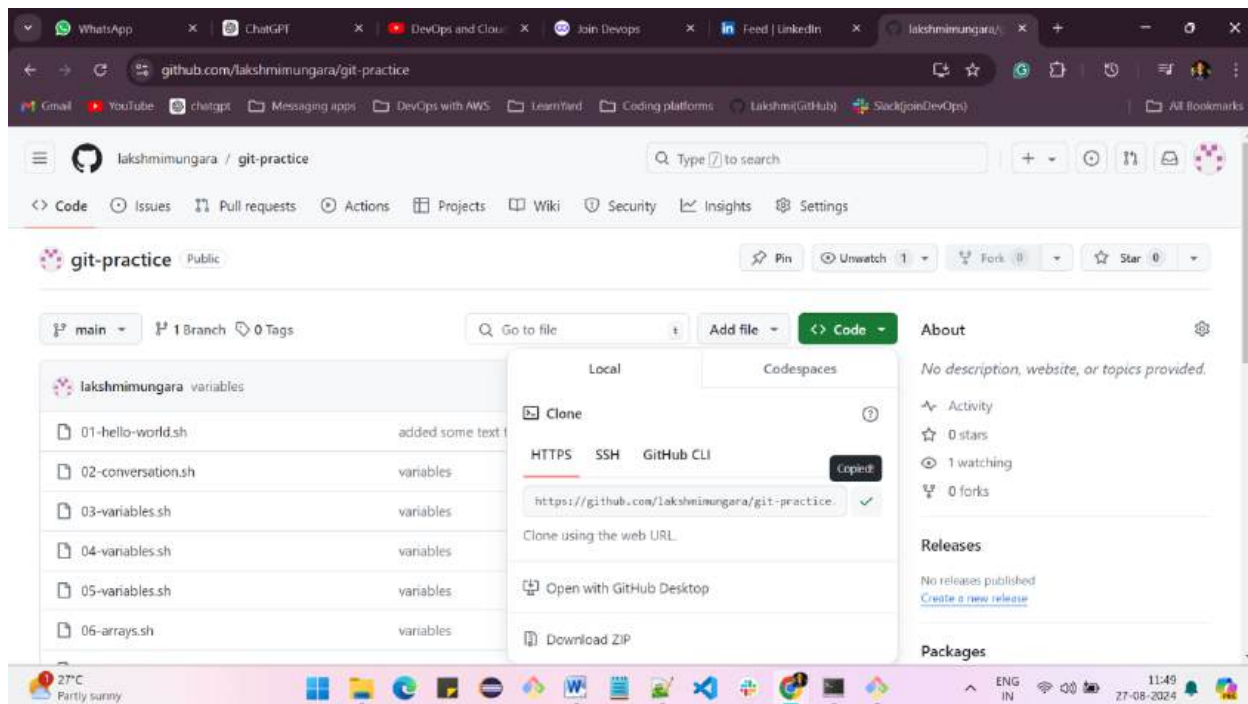 WhatsApp ChatGPT DevOps and Clou Join Devops Feed | LinkedIn lakshmimungara/
github.com/lakshmimungara/git-practice
Gmail YouTube chatgpt Messaging apps DevOps with AWS LearnYard Coding platforms Lakshmi(GitHub) Slack(joinDevOps) All Bookmarks
lakshmimungara / git-practice Type / to search
Code Issues Pull requests Actions Projects Wiki Security Insights Settings
git-practice Public Pin Unwatch 1 Fork 0 Star 0
main 1 Branch 0 Tags Go to file t Add file Code About
Local Codespaces No description, website, or topics provided.
lakshmimungara variables
Clone Activity
01-hello-world.sh added some text t 0 stars
HTTPS SSH GitHub CLI Copied!
02-conversation.sh variables 1 watching
https://github.com/lakshmimungara/git-practice. 0 forks
03-variables.sh variables
Clone using the web URL.
04-variables.sh variables Releases
05-variables.sh variables Open with GitHub Desktop No releases published
Create a new release
06-arrays.sh variables Download ZIP
Packages
27°C ENG 11:49
Partly sunny IN 27-08-2024